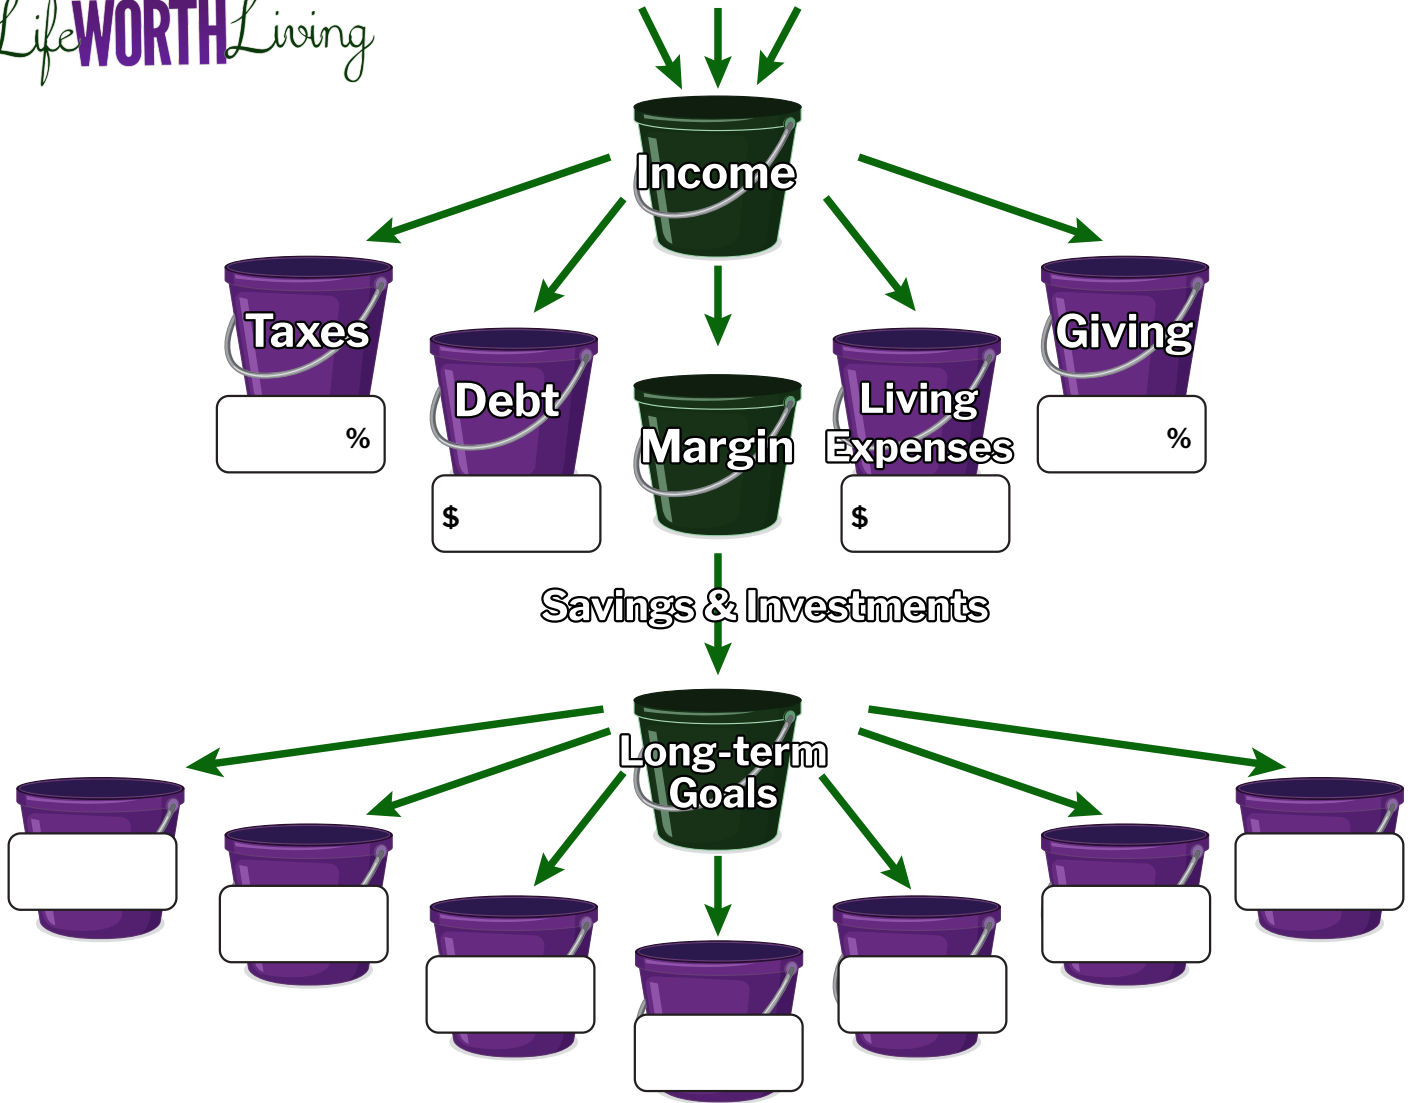 LifeWORTHLiving
Income
Taxes
Giving
Debt
Living
Expenses
Margin
%
%
$
$
Savings & Investments
Long-term
Goals